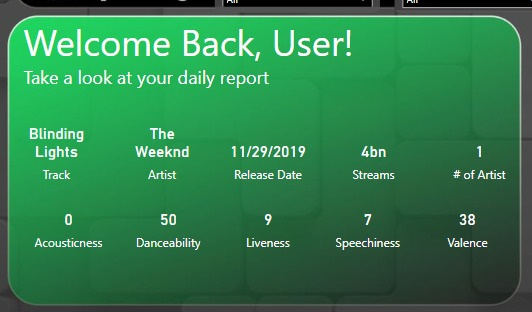 All
Welcome Back, User!
Take a look at your daily report
Blinding Lights
The Weeknd
11/29/2019
4bn
1
Track
Artist
Release Date
Streams
# of Artist
0
50
9
7
38
Acousticness
Danceability
Liveness
Speechiness
Valence